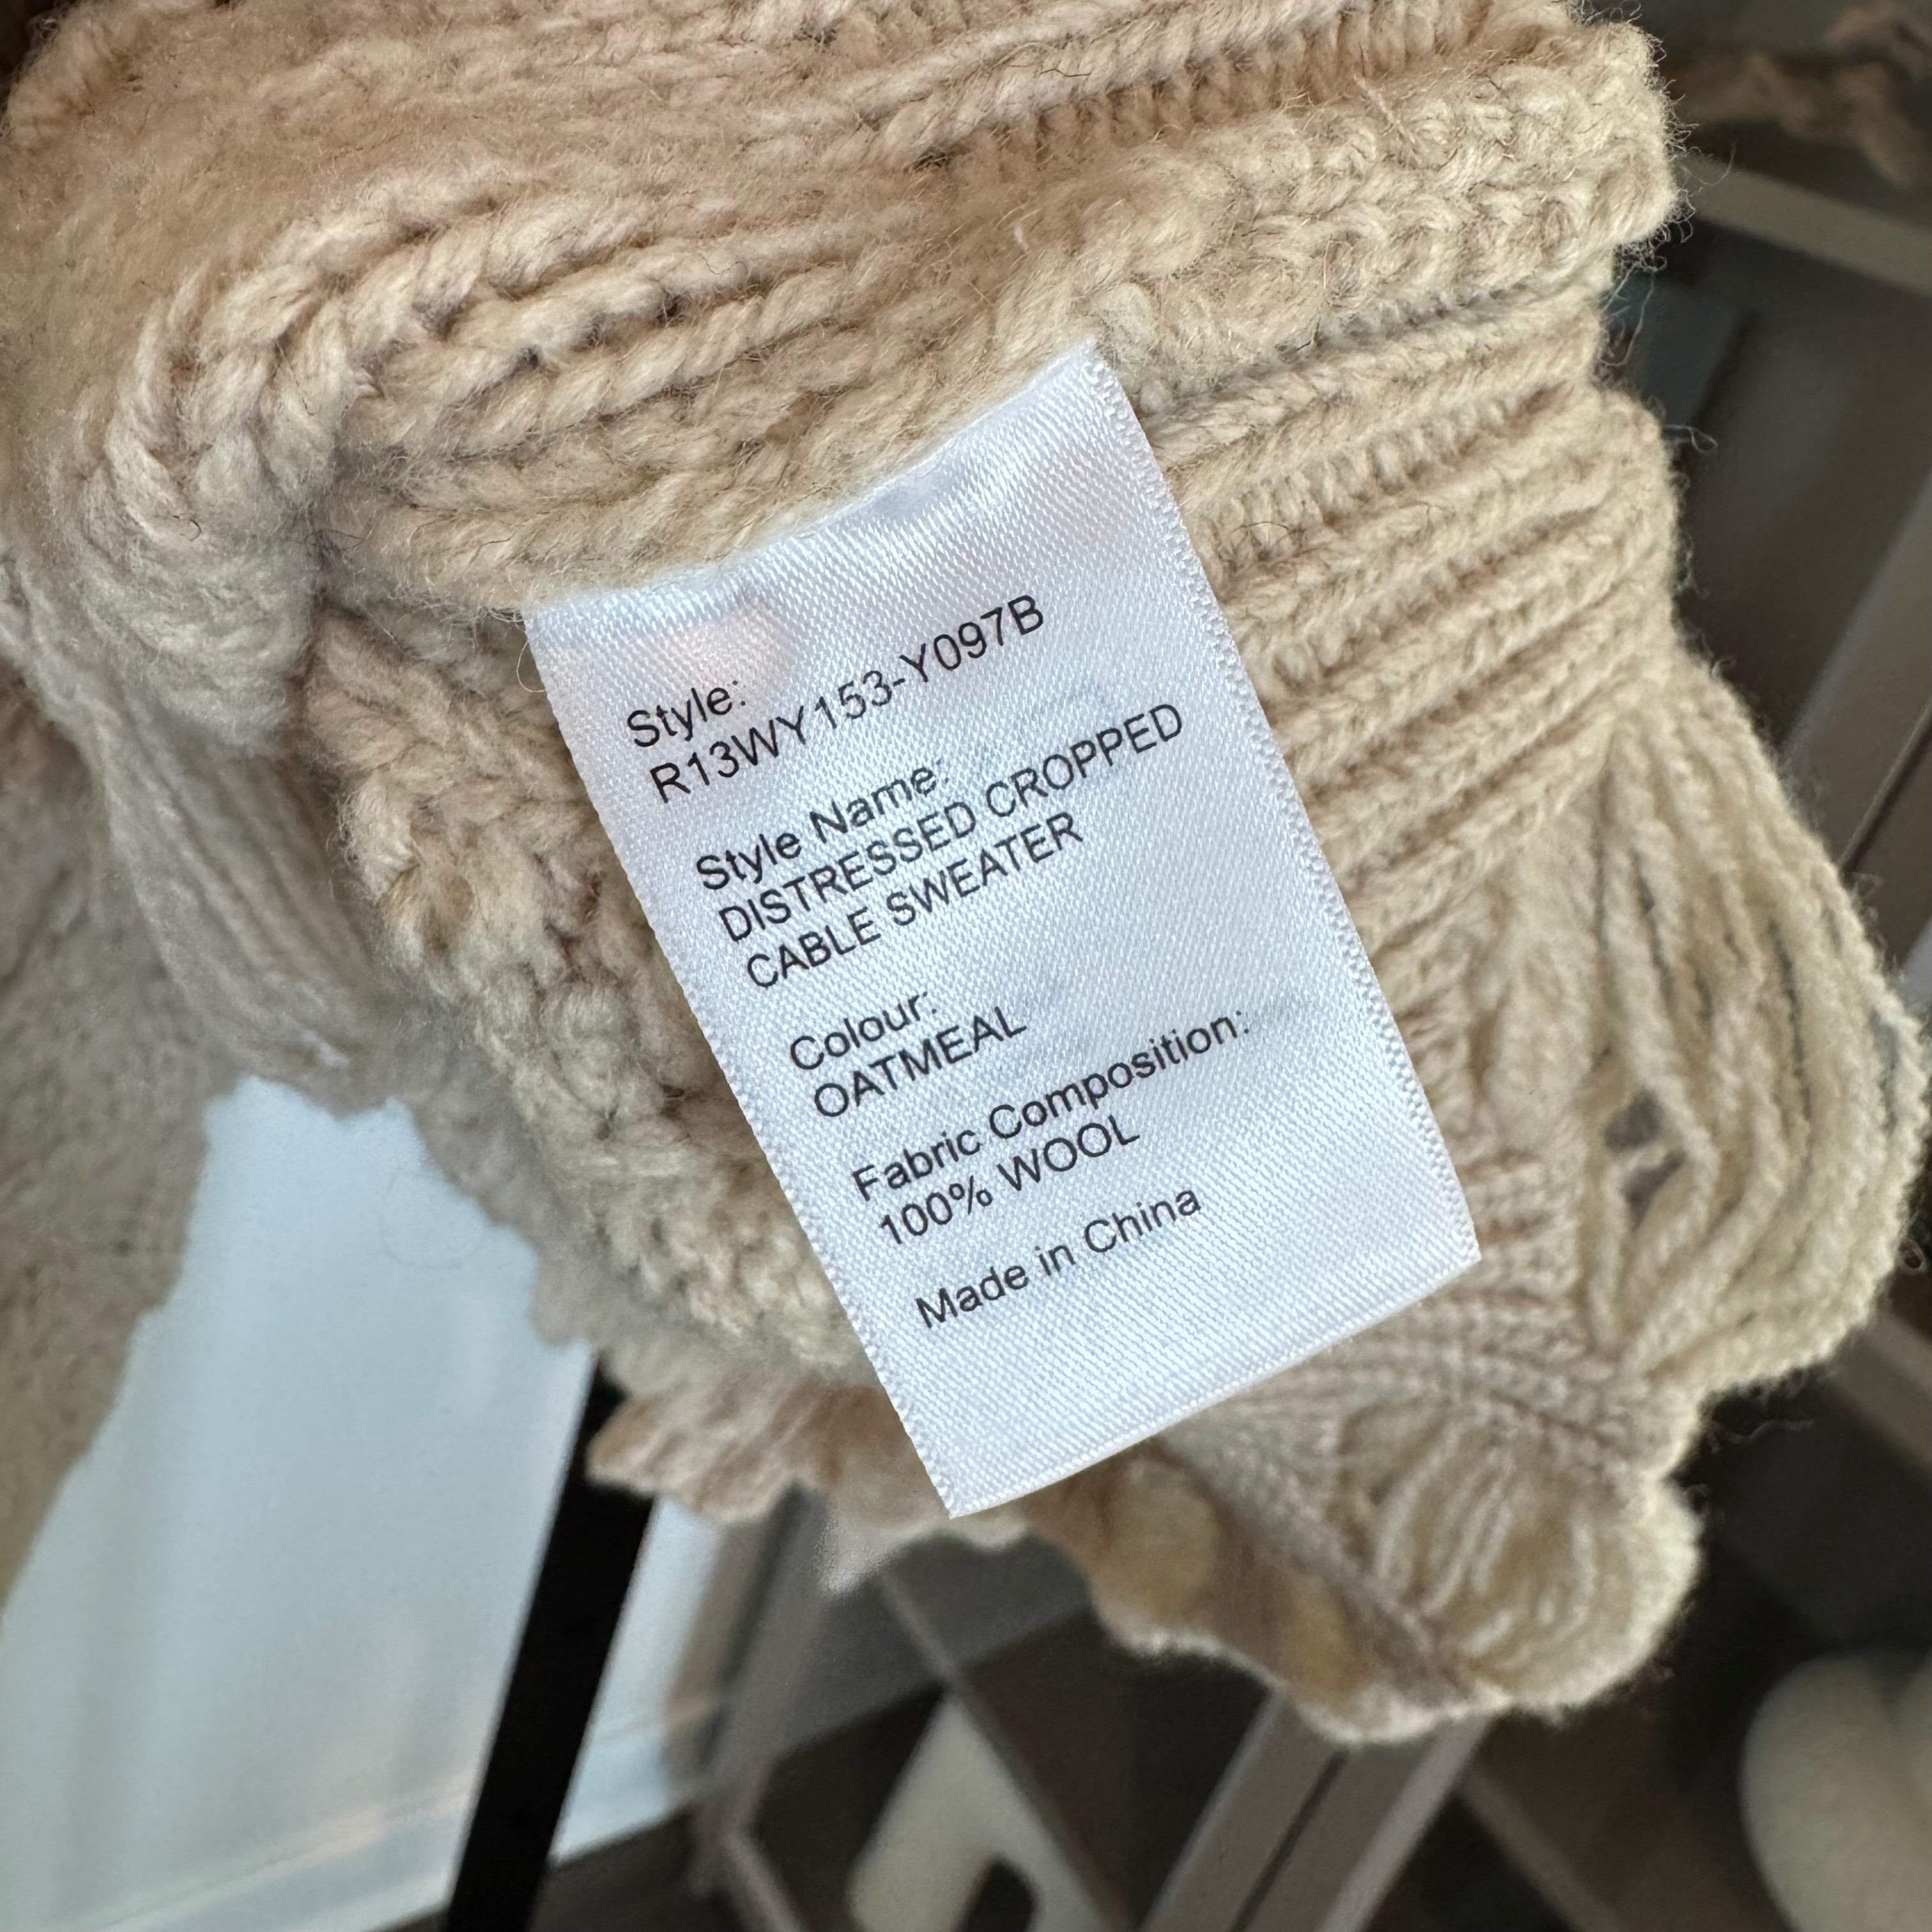 Style:
R13WY153-Y097B
Style Name:
DISTRESSED CROPPED
CABLE SWEATER
Colour:
OATMEAL
Fabric Composition:
100% WOOL
Made in China